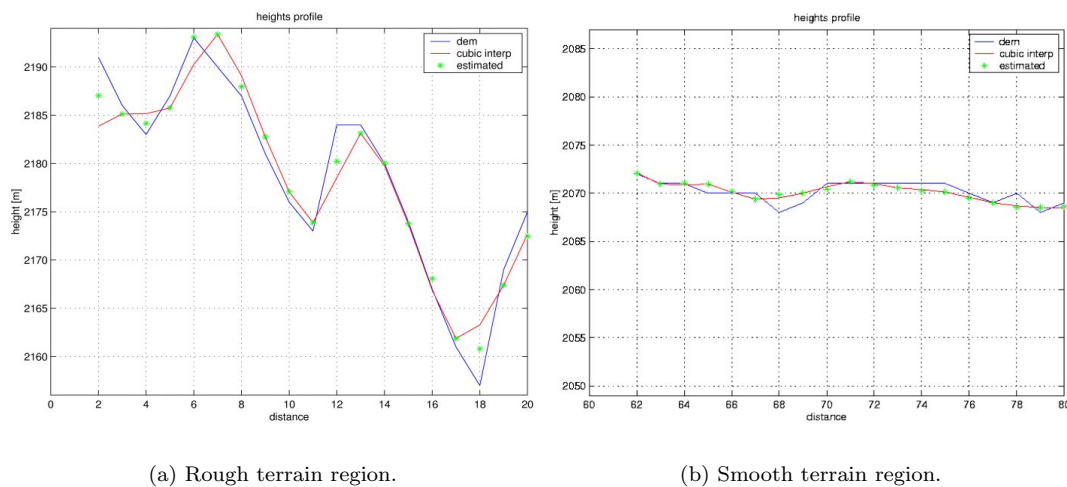 heights profile
dem
cubic interp
estimated
2190
2185
2180
2175
2170
2165
2160
height [m]
0 2 4 6 8 10 12 14 16 18 20
distance
(a) Rough terrain region.
heights profile
dem
cubic interp
estimated
2085
2080
2075
2070
2065
2060
2055
2050
height [m]
60 62 64 66 68 70 72 74 76 78 80
distance
(b) Smooth terrain region.